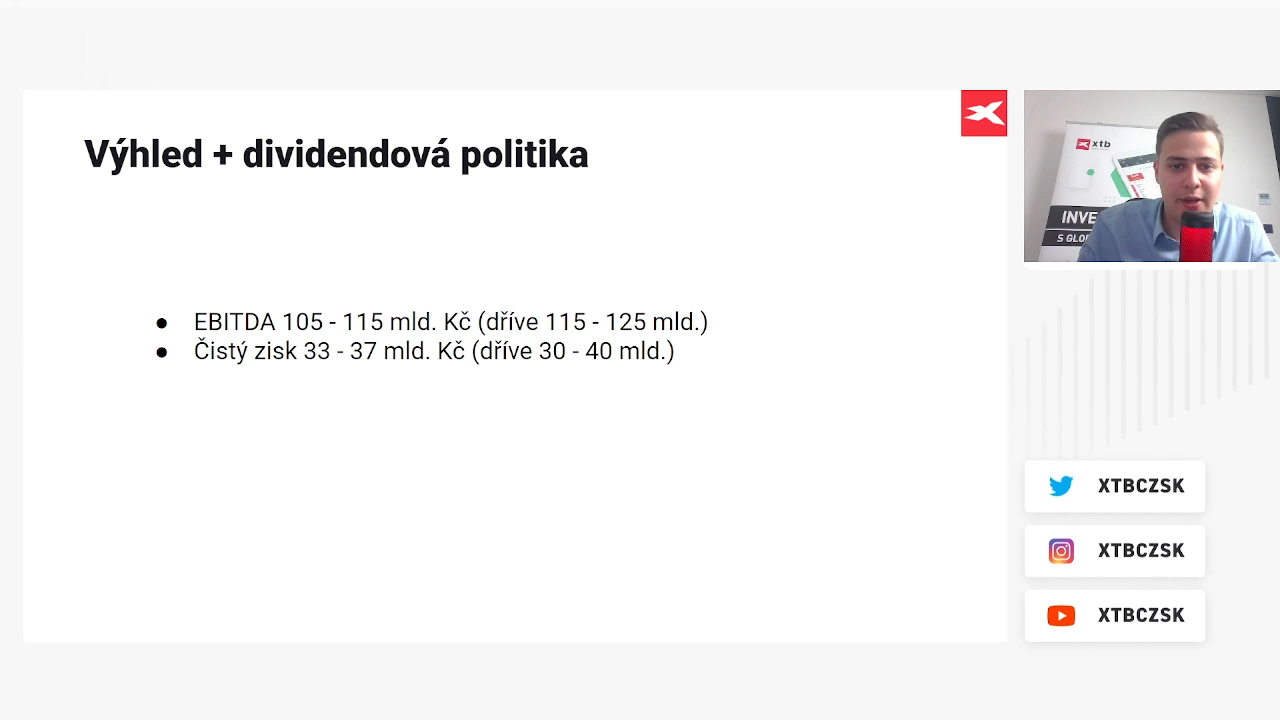 Výhled + dividendová politika
● EBITDA 105 - 115 mld. Kč (dříve 115 - 125 mld.)
● Čistý zisk 33 - 37 mld. Kč (dříve 30 - 40 mld.)
xtb
INVE
S GLO
XTBCZSK
XTBCZSK
XTBCZSK